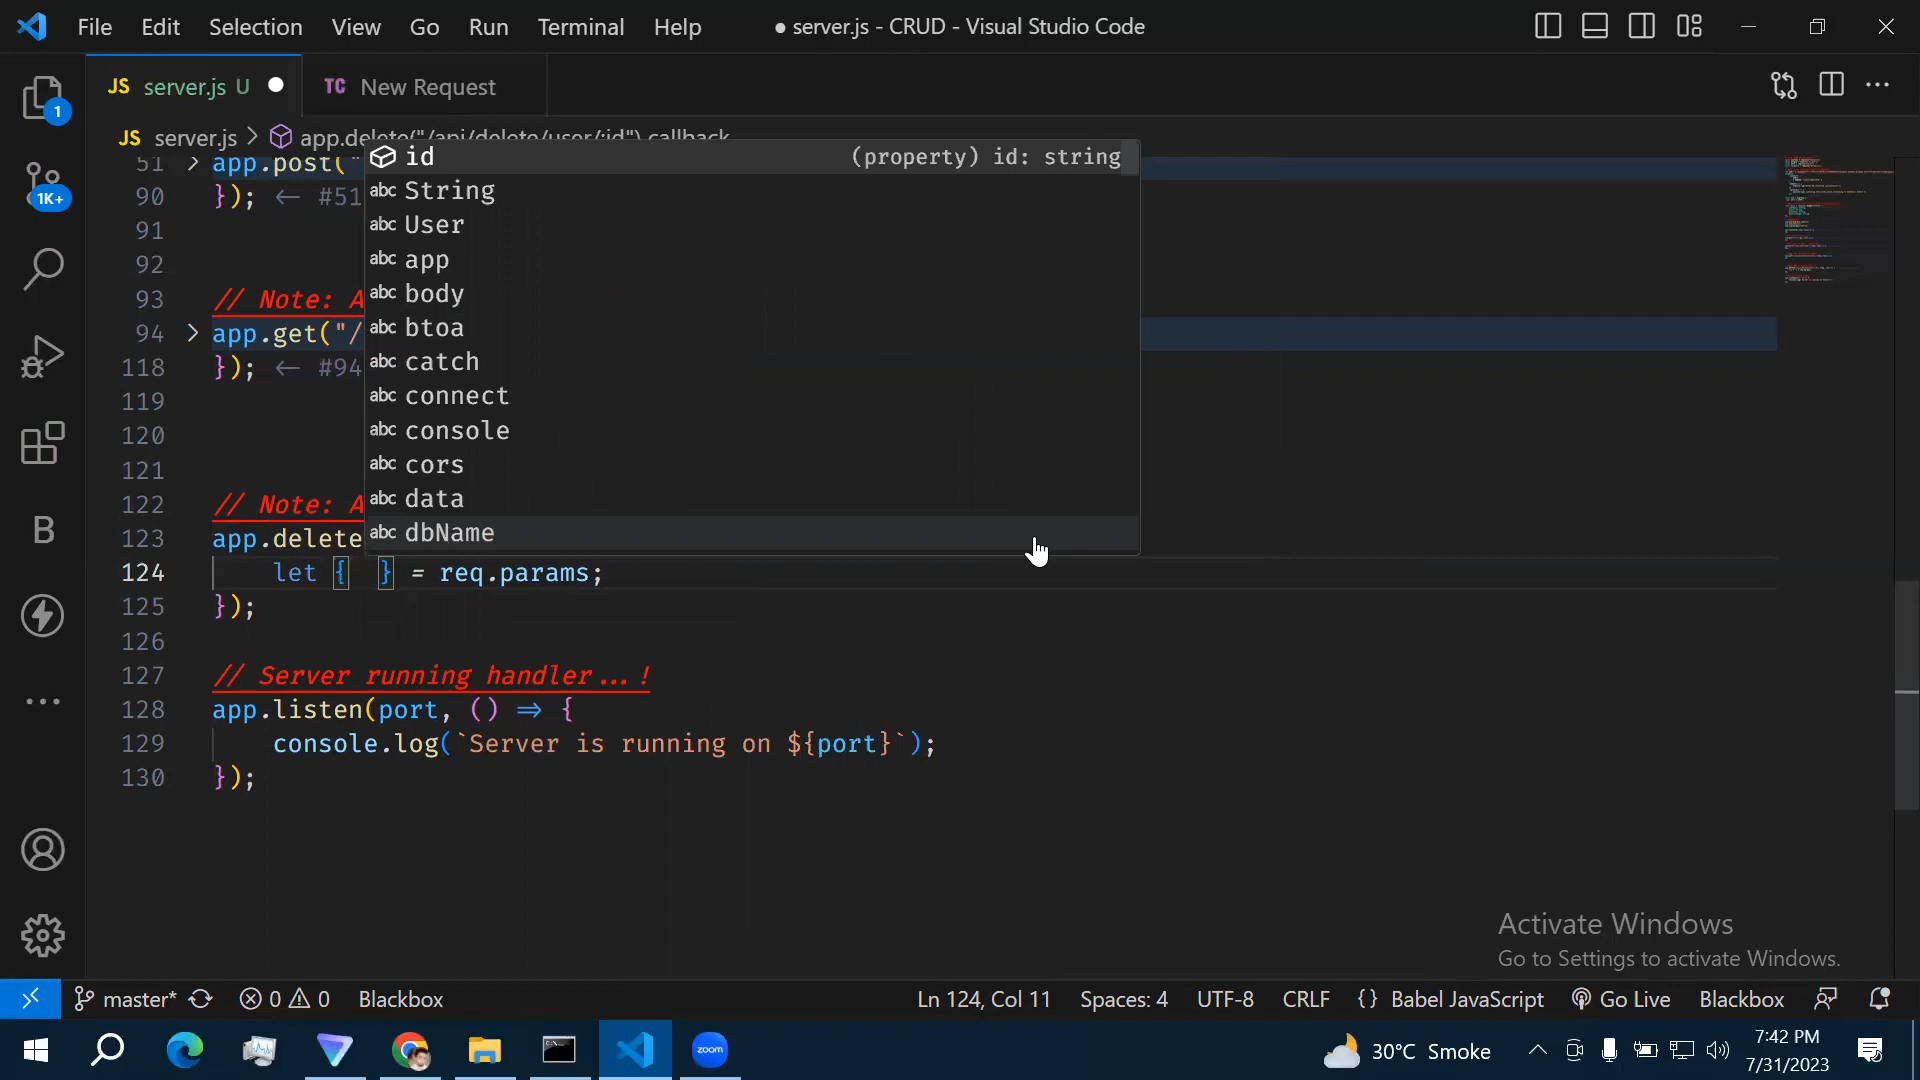 File Edit Selection View Go Run Terminal Help ● server.js - CRUD - Visual Studio Code
JS server.js U ● TC New Request
JS server.js > app.delete("/api/delete/user/:id") callback
51 > app.post("
90 }); ← #51
91
92
93 // Note: A
94 > app.get("/
118 }); ← #94
119
120
121
122 // Note: A
123 app.delete
124 let { } = req.params;
125 });
126
127 // Server running handler...!
128 app.listen(port, () => {
129 console.log(`Server is running on ${port}`);
130 });
id (property) id: string
abc String
abc User
abc app
abc body
abc btoa
abc catch
abc connect
abc console
abc cors
abc data
abc dbName
1
1K+
B
Activate Windows
Go to Settings to activate Windows.
master* 0 0 Blackbox Ln 124, Col 11 Spaces: 4 UTF-8 CRLF {} Babel JavaScript Go Live Blackbox
zoom 30°C Smoke 7:42 PM
7/31/2023